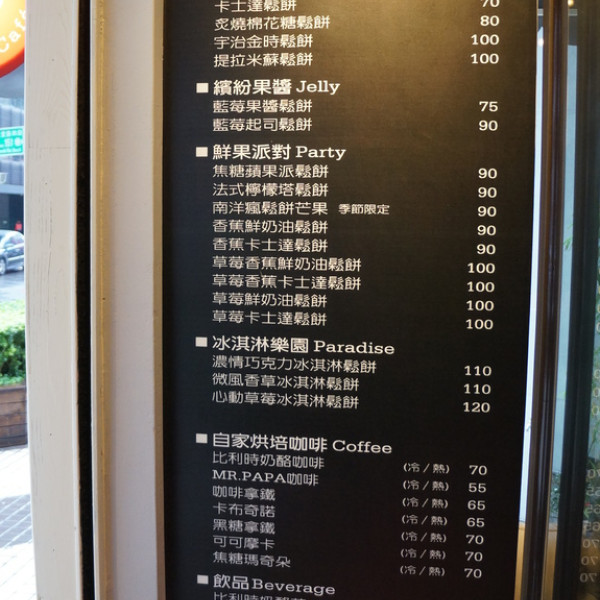 Café
卡士達鬆餅 70
炙燒棉花糖鬆餅 80
宇治金時鬆餅 100
提拉米蘇鬆餅 100
■ 繽紛果醬 Jelly
藍莓果醬鬆餅 75
藍莓起司鬆餅 90
■ 鮮果派對 Party
焦糖蘋果派鬆餅 90
法式檸檬塔鬆餅 90
南洋瘋鬆餅芒果 季節限定 90
香蕉鮮奶油鬆餅 90
香蕉卡士達鬆餅 90
草莓香蕉鮮奶油鬆餅 100
草莓香蕉卡士達鬆餅 100
草莓鮮奶油鬆餅 100
草莓卡士達鬆餅 100
■ 冰淇淋樂園 Paradise
濃情巧克力冰淇淋鬆餅 110
微風香草冰淇淋鬆餅 110
心動草莓冰淇淋鬆餅 120
■ 自家烘培咖啡 Coffee
比利時奶酪咖啡 (冷/熱) 70
MR.PAPA咖啡 (冷/熱) 55
咖啡拿鐵 (冷/熱) 65
卡布奇諾 (冷/熱) 65
黑糖拿鐵 (冷/熱) 70
可可摩卡 (冷/熱) 70
焦糖瑪奇朵 (冷/熱) 70
■ 飲品 Beverage
比利時奶酪